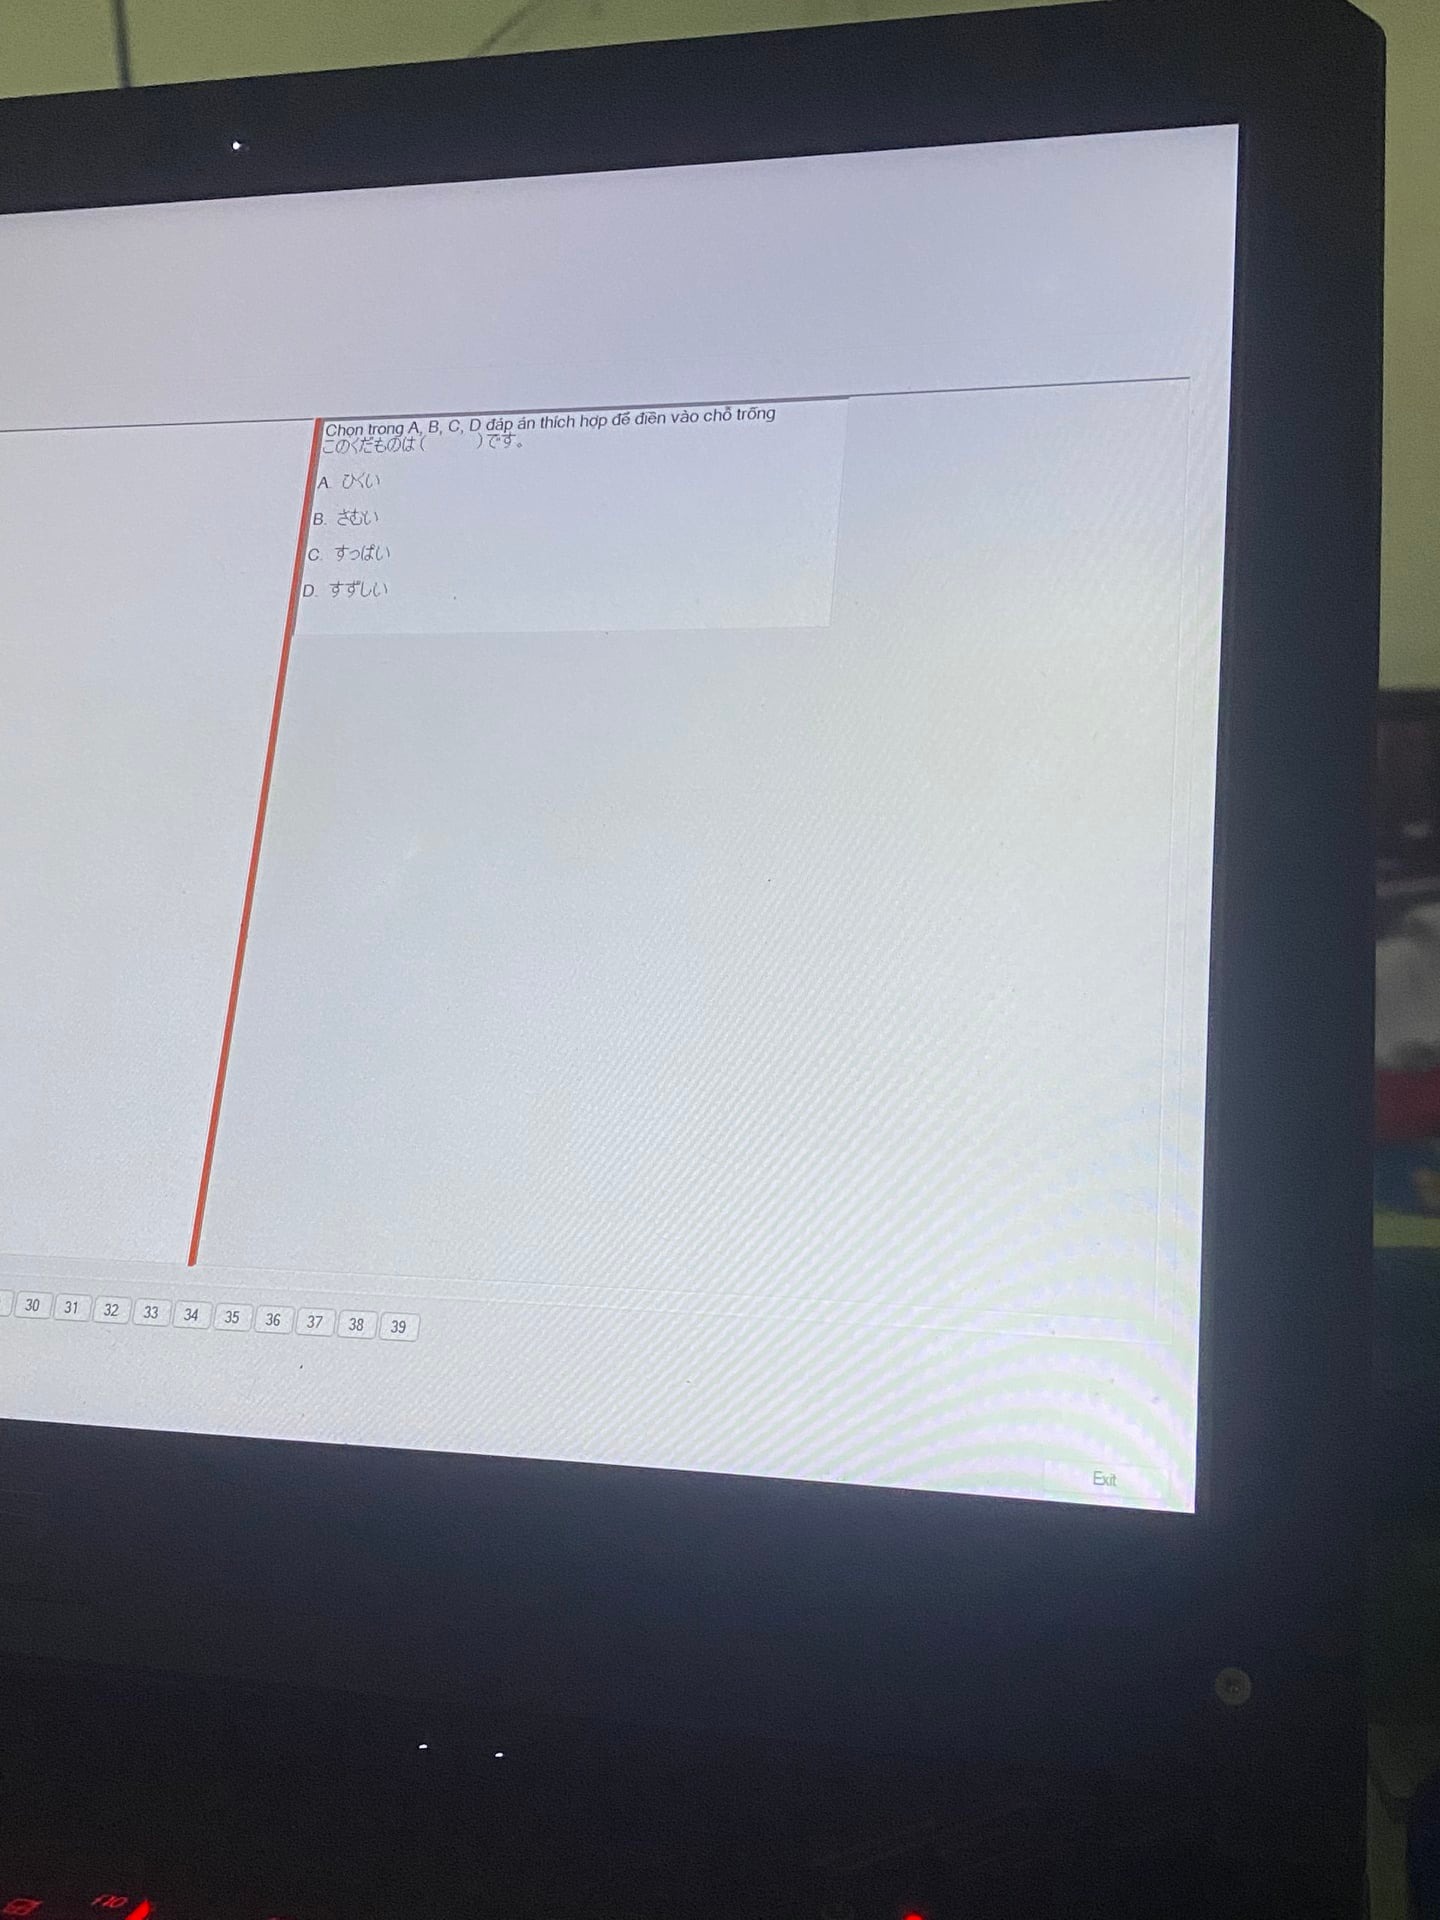 Chọn trong A, B, C, D đáp án thích hợp để điền vào chỗ trống
このくだものは（　　　）です。
A. ひくい
B. さむい
C. すっぱい
D. すずしい
30 31 32 33 34 35 36 37 38 39
Exit
F10